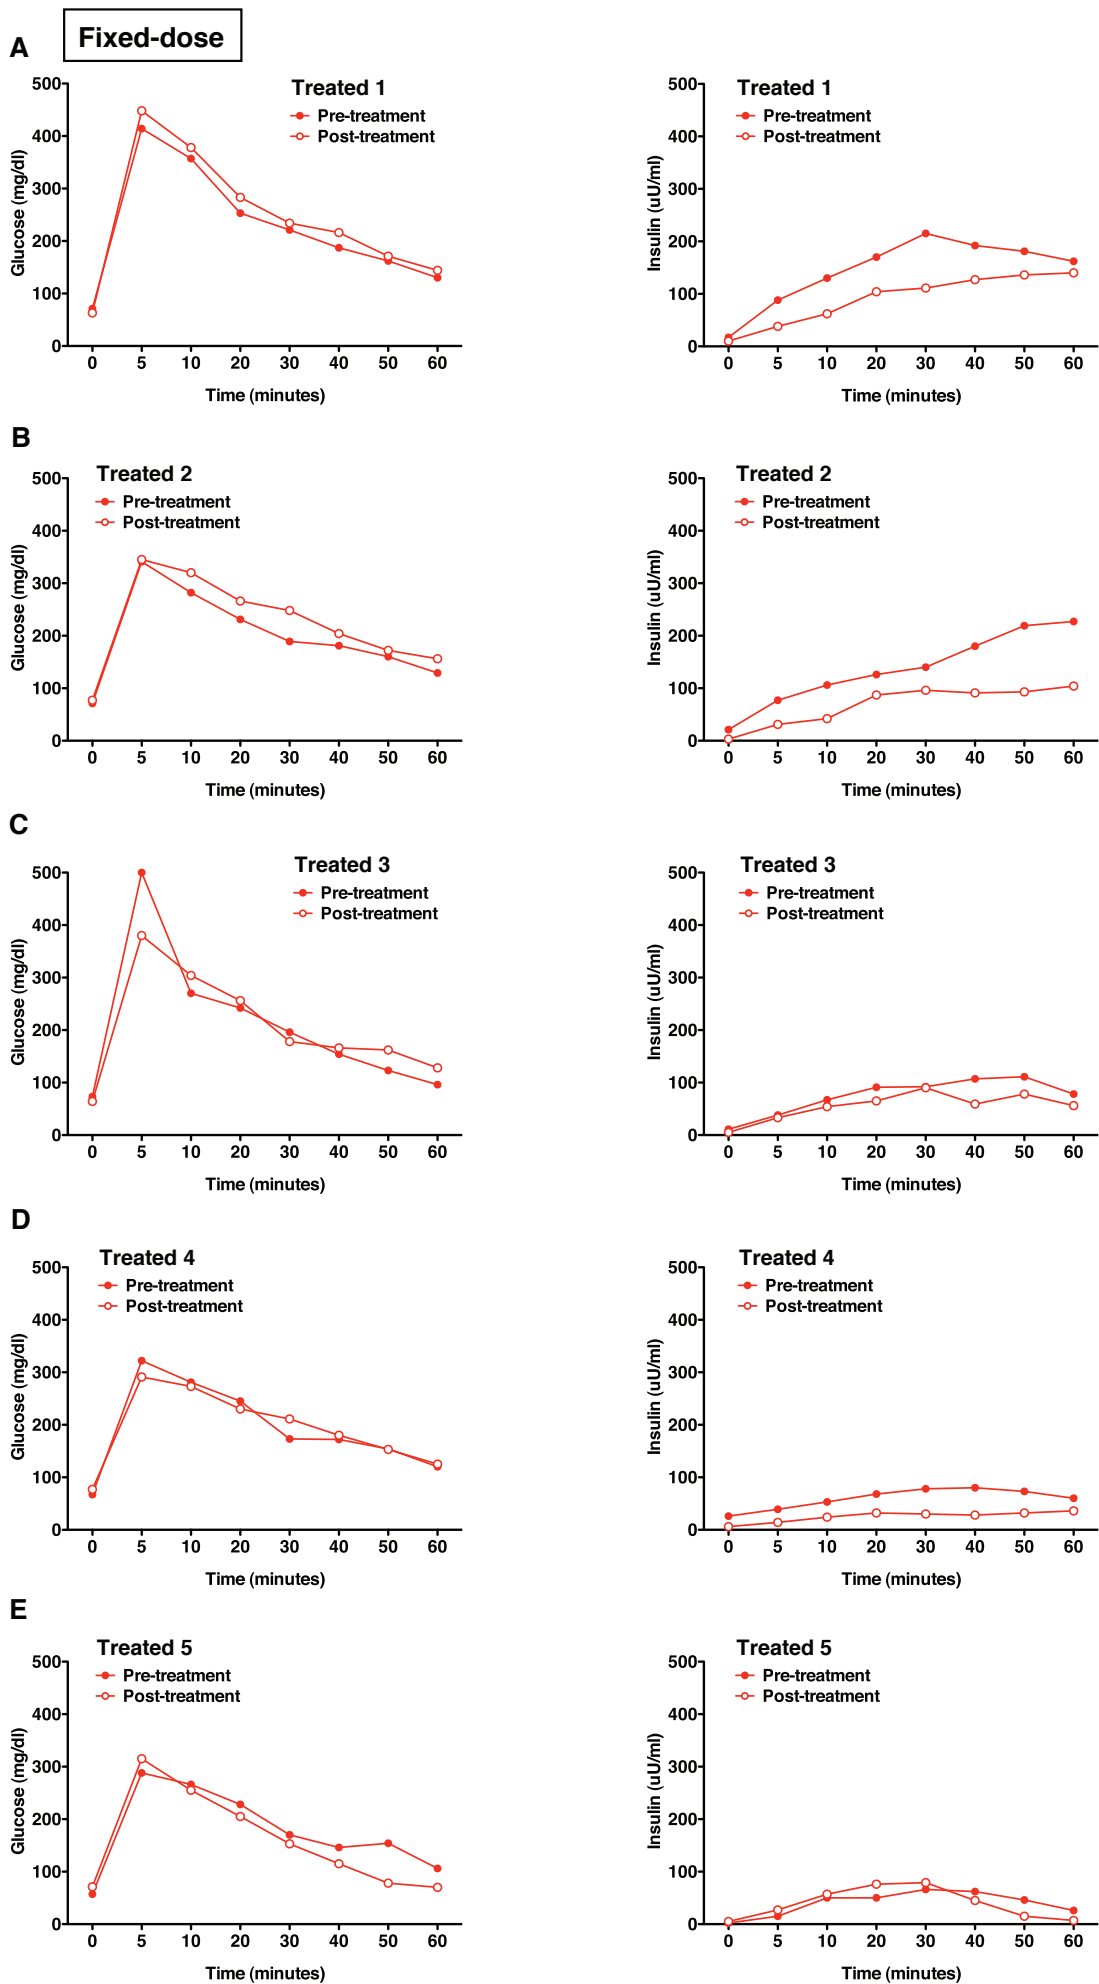 Fixed-dose
A
Treated 1
Pre-treatment
Post-treatment
Glucose (mg/dl)
500
400
300
200
100
0
0 5 10 20 30 40 50 60
Time (minutes)
Treated 1
Pre-treatment
Post-treatment
Insulin (uU/ml)
500
400
300
200
100
0
0 5 10 20 30 40 50 60
Time (minutes)
B
Treated 2
Pre-treatment
Post-treatment
Glucose (mg/dl)
500
400
300
200
100
0
0 5 10 20 30 40 50 60
Time (minutes)
Treated 2
Pre-treatment
Post-treatment
Insulin (uU/ml)
500
400
300
200
100
0
0 5 10 20 30 40 50 60
Time (minutes)
C
Treated 3
Pre-treatment
Post-treatment
Glucose (mg/dl)
500
400
300
200
100
0
0 5 10 20 30 40 50 60
Time (minutes)
Treated 3
Pre-treatment
Post-treatment
Insulin (uU/ml)
500
400
300
200
100
0
0 5 10 20 30 40 50 60
Time (minutes)
D
Treated 4
Pre-treatment
Post-treatment
Glucose (mg/dl)
500
400
300
200
100
0
0 5 10 20 30 40 50 60
Time (minutes)
Treated 4
Pre-treatment
Post-treatment
Insulin (uU/ml)
500
400
300
200
100
0
0 5 10 20 30 40 50 60
Time (minutes)
E
Treated 5
Pre-treatment
Post-treatment
Glucose (mg/dl)
500
400
300
200
100
0
0 5 10 20 30 40 50 60
Time (minutes)
Treated 5
Pre-treatment
Post-treatment
Insulin (uU/ml)
500
400
300
200
100
0
0 5 10 20 30 40 50 60
Time (minutes)